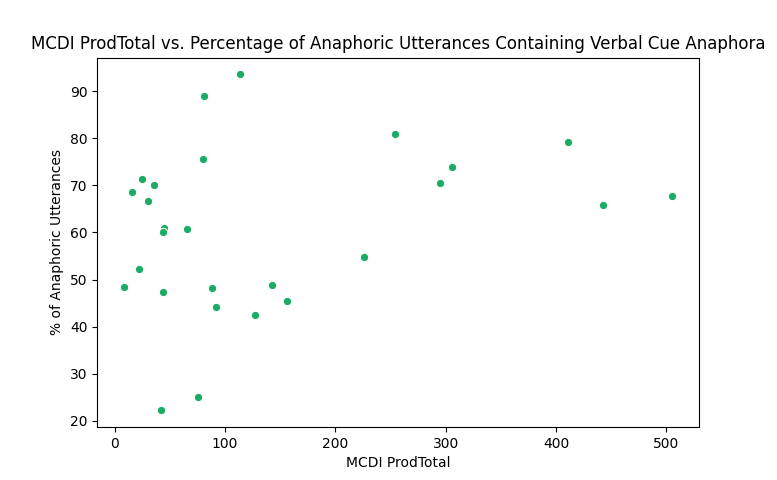 MCDI ProdTotal vs. Percentage of Anaphoric Utterances Containing Verbal Cue Anaphora
90
80
70
60
50
40
30
20
% of Anaphoric Utterances
0 100 200 300 400 500
MCDI ProdTotal